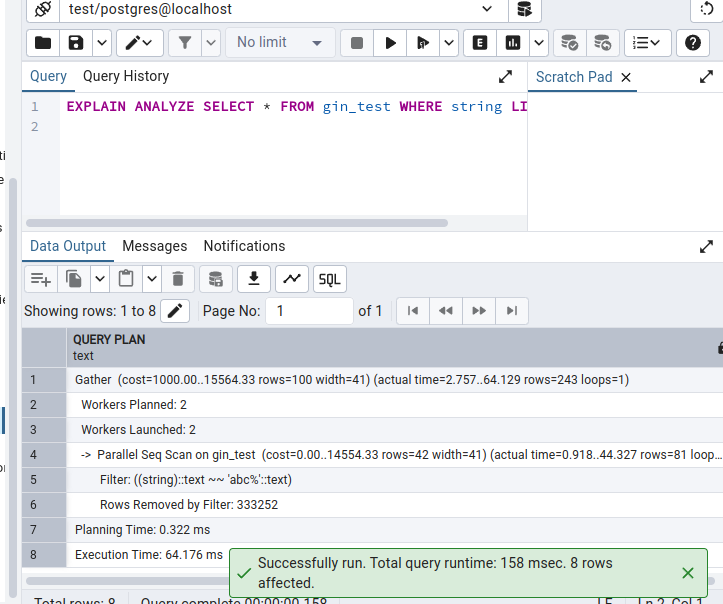 test/postgres@localhost
No limit
E
SQL
Query
Query History
Scratch Pad
1
EXPLAIN ANALYZE SELECT * FROM gin_test WHERE string LI
2
Data Output
Messages
Notifications
Showing rows: 1 to 8
Page No:
1
of 1
QUERY PLAN
text
1
Gather (cost=1000.00..15564.33 rows=100 width=41) (actual time=2.757..64.129 rows=243 loops=1)
2
Workers Planned: 2
3
Workers Launched: 2
4
-> Parallel Seq Scan on gin_test (cost=0.00..14554.33 rows=42 width=41) (actual time=0.918..44.327 rows=81 loop...
5
Filter: ((string)::text ~~ 'abc%'::text)
6
Rows Removed by Filter: 333252
7
Planning Time: 0.322 ms
8
Execution Time: 64.176 ms
Successfully run. Total query runtime: 158 msec. 8 rows
affected.
Total rows: 8
Query complete 00:00:00.158
LF
Ln 2, Col 1